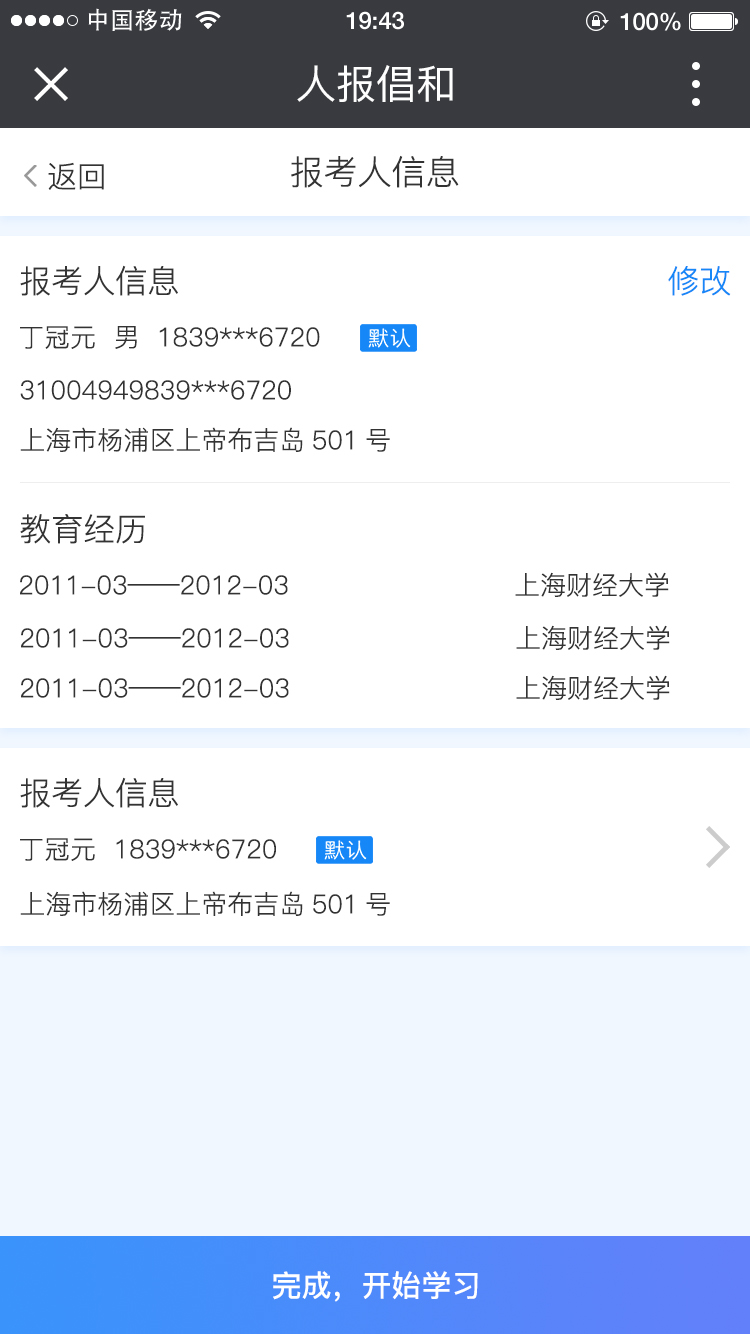 中国移动 19:43 100%
人报倡和
返回 报考人信息
报考人信息 修改
丁冠元 男 1839***6720 默认
31004949839***6720
上海市杨浦区上帝布吉岛 501 号
教育经历
2011-03——2012-03 上海财经大学
2011-03——2012-03 上海财经大学
2011-03——2012-03 上海财经大学
报考人信息
丁冠元 1839***6720 默认
上海市杨浦区上帝布吉岛 501 号
完成，开始学习